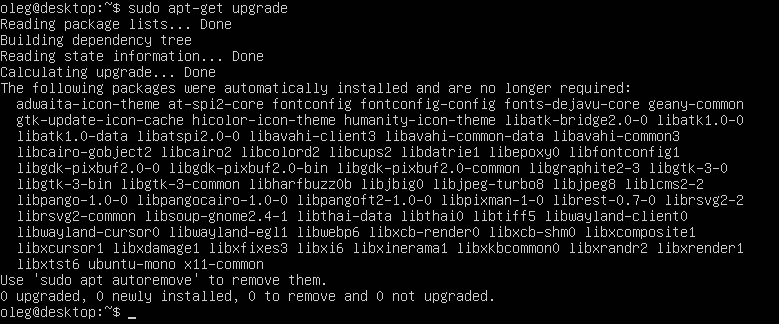 oleg@desktop:~$ sudo apt-get upgrade
Reading package lists... Done
Building dependency tree
Reading state information... Done
Calculating upgrade... Done
The following packages were automatically installed and are no longer required:
adwaita-icon-theme at-spi2-core fontconfig fontconfig-config fonts-dejavu-core geany-common
gtk-update-icon-cache hicolor-icon-theme humanity-icon-theme libatk-bridge2.0-0 libatk1.0-0
libatk1.0-data libatspi2.0-0 libavahi-client3 libavahi-common-data libavahi-common3
libcairo-gobject2 libcairo2 libcolord2 libcups2 libdatrie1 libepoxy0 libfontconfig1
libgdk-pixbuf2.0-0 libgdk-pixbuf2.0-bin libgdk-pixbuf2.0-common libgraphite2-3 libgtk-3-0
libgtk-3-bin libgtk-3-common libharfbuzz0b libjbig0 libjpeg-turbo8 libjpeg8 liblcms2-2
libpango-1.0-0 libpangocairo-1.0-0 libpangoft2-1.0-0 libpixman-1-0 librest-0.7-0 librsvg2-2
librsvg2-common libsoup-gnome2.4-1 libthai-data libthai0 libtiff5 libwayland-client0
libwayland-cursor0 libwayland-egl1 libwebp6 libxcb-render0 libxcb-shm0 libxcomposite1
libxcursor1 libxdamage1 libxfixes3 libxi6 libxinerama1 libxkbcommon0 libxrandr2 libxrender1
libxtst6 ubuntu-mono x11-common
Use 'sudo apt autoremove' to remove them.
0 upgraded, 0 newly installed, 0 to remove and 0 not upgraded.
oleg@desktop:~$ _